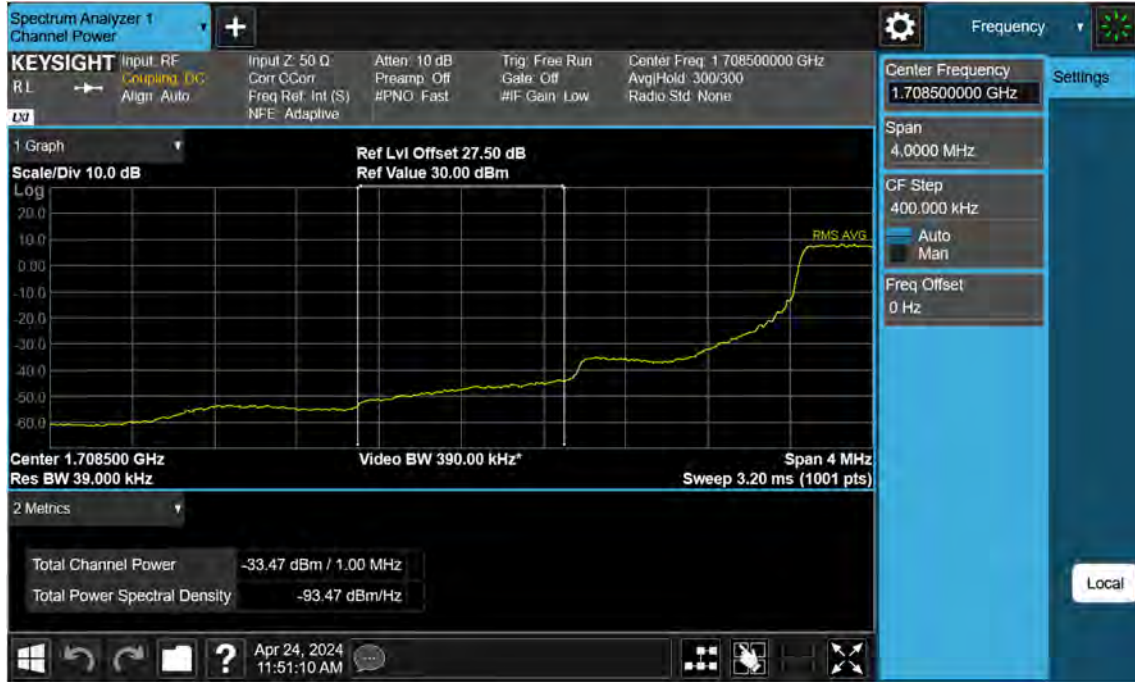 Spectrum Analyzer 1
Channel Power
+
Frequency
KEYSIGHT
RL
LXI
Input: RF
Coupling: DC
Align: Auto
Input Z: 50 Ω
Corr CCorr
Freq Ref: Int (S)
NFE: Adaptive
Atten: 10 dB
Preamp: Off
#PNO: Fast
Trig: Free Run
Gate: Off
#IF Gain: Low
Center Freq: 1.708500000 GHz
Avg|Hold: 300/300
Radio Std: None
Center Frequency
1.708500000 GHz
Settings
Span
4.0000 MHz
CF Step
400.000 kHz
Auto
Man
Freq Offset
0 Hz
Local
1 Graph
Scale/Div 10.0 dB
Ref Lvl Offset 27.50 dB
Ref Value 30.00 dBm
Log
20.0
10.0
0.00
-10.0
-20.0
-30.0
-40.0
-50.0
-60.0
RMS AVG
Center 1.708500 GHz
Video BW 390.00 kHz*
Span 4 MHz
Res BW 39.000 kHz
Sweep 3.20 ms (1001 pts)
2 Metrics
Total Channel Power -33.47 dBm / 1.00 MHz
Total Power Spectral Density -93.47 dBm/Hz
?
Apr 24, 2024
11:51:10 AM